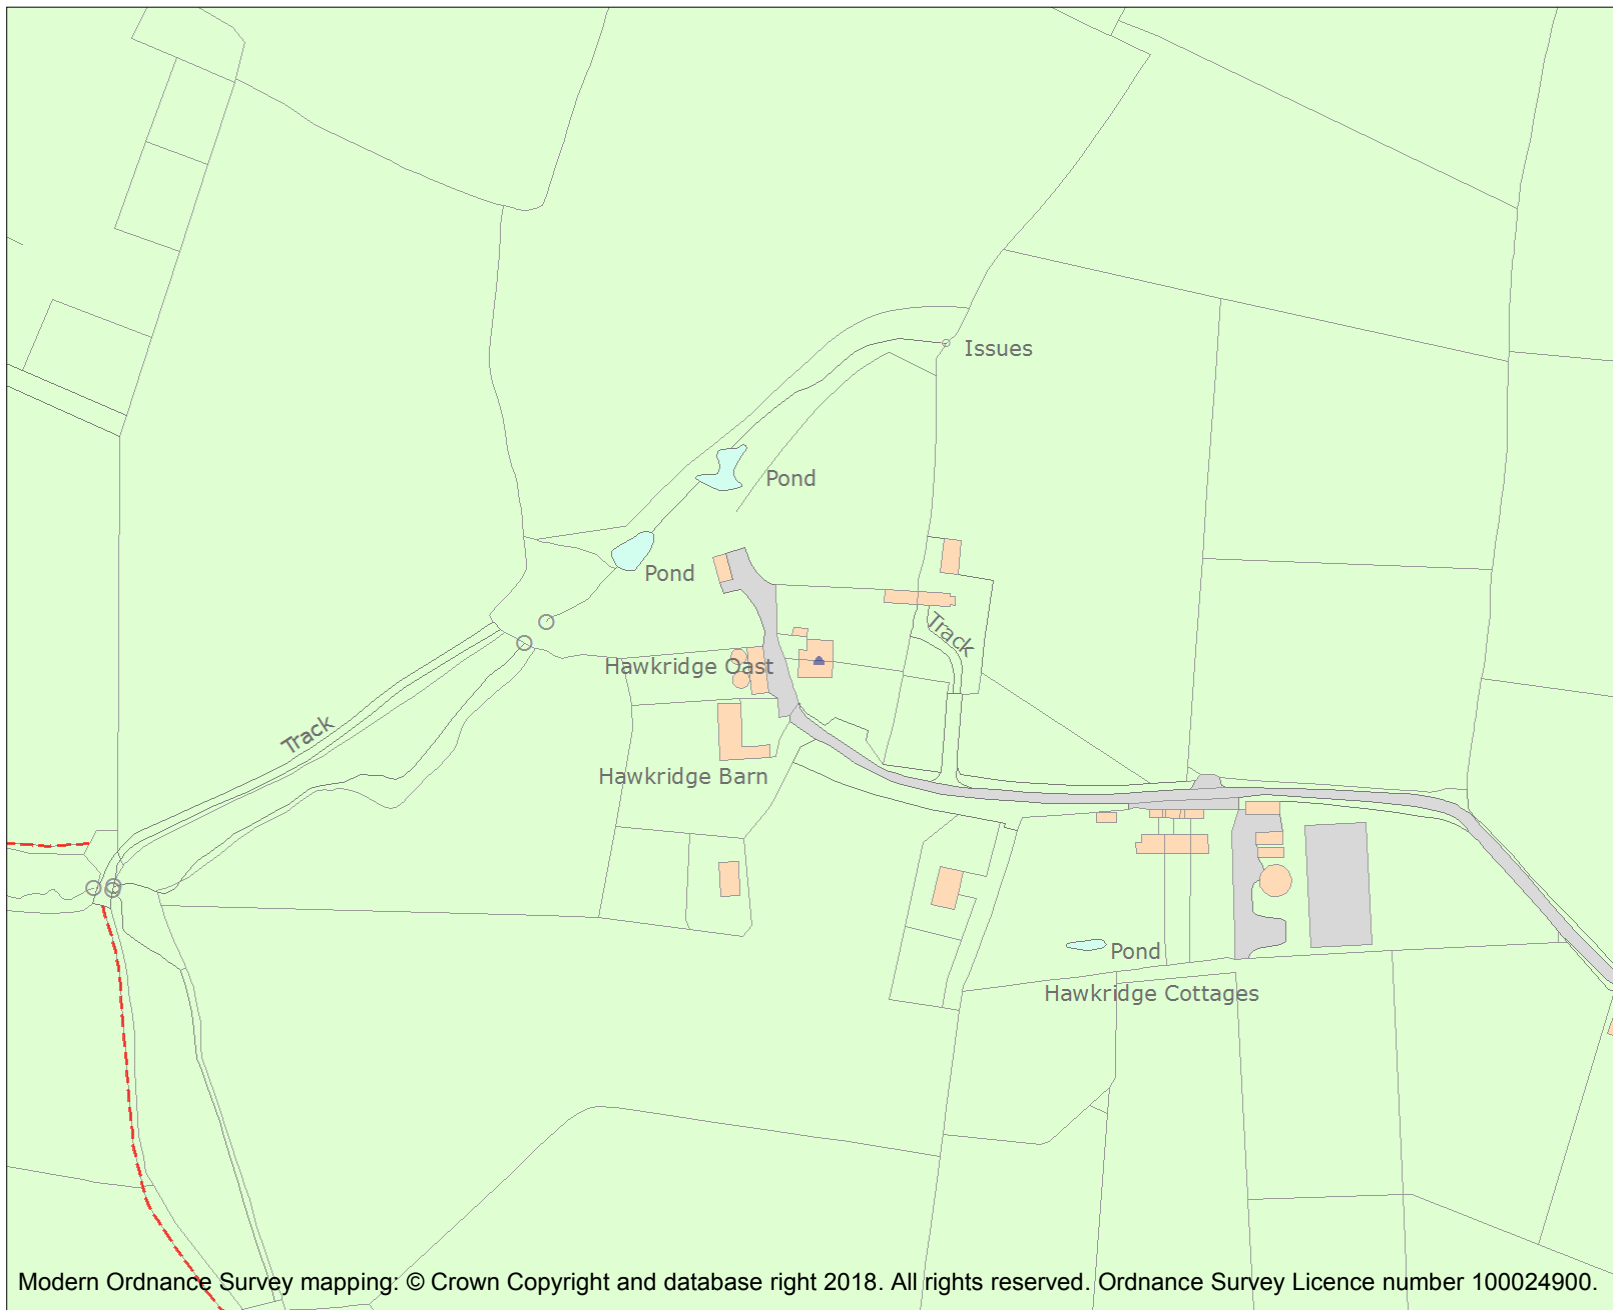 Issues
Pond
Pond
Track
Hawkridge Oast
Track
Hawkridge Barn
Pond
Hawkridge Cottages
Modern Ordnance Survey mapping: © Crown Copyright and database right 2018. All rights reserved. Ordnance Survey Licence number 100024900.